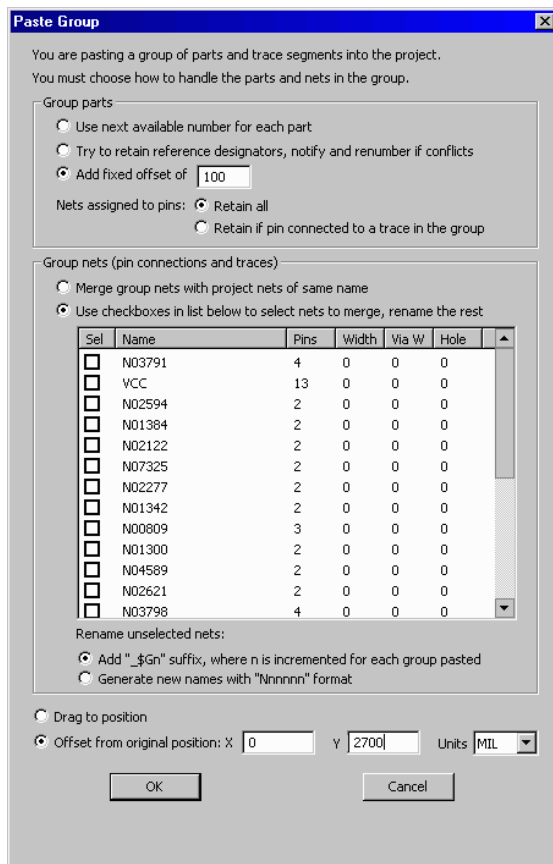 Paste Group
You are pasting a group of parts and trace segments into the project.
You must choose how to handle the parts and nets in the group.
Group parts
Use next available number for each part
Try to retain reference designators, notify and renumber if conflicts
Add fixed offset of 100
Nets assigned to pins: Retain all
Retain if pin connected to a trace in the group
Group nets (pin connections and traces)
Merge group nets with project nets of same name
Use checkboxes in list below to select nets to merge, rename the rest
Sel Name Pins Width Via W Hole
N03791 4 0 0 0
VCC 13 0 0 0
N02594 2 0 0 0
N01384 2 0 0 0
N02122 2 0 0 0
N07325 2 0 0 0
N02277 2 0 0 0
N01342 2 0 0 0
N00809 3 0 0 0
N01300 2 0 0 0
N04589 2 0 0 0
N02621 2 0 0 0
N03798 4 0 0 0
Rename unselected nets:
Add "_$Gn" suffix, where n is incremented for each group pasted
Generate new names with "Nnnnnn" format
Drag to position
Offset from original position: X 0 Y 2700 Units MIL
OK Cancel